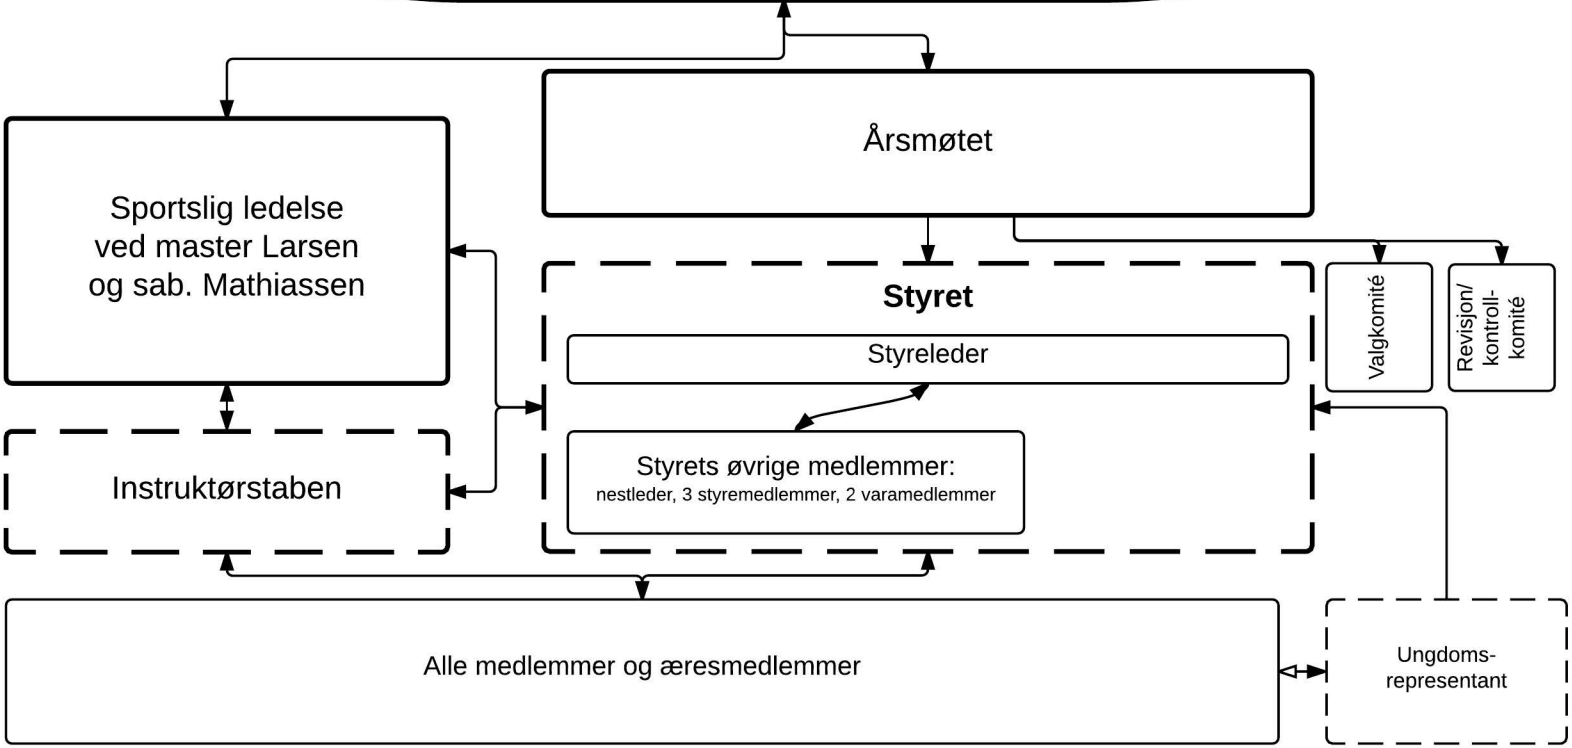 Årsmøtet
Sportslig ledelse
ved master Larsen
og sab. Mathiassen
Styret
Styreleder
Valgkomité
Revisjon/
kontroll-
komité
Styrets øvrige medlemmer:
nestleder, 3 styremedlemmer, 2 varamedlemmer
Instruktørstaben
Alle medlemmer og æresmedlemmer
Ungdoms-
representant